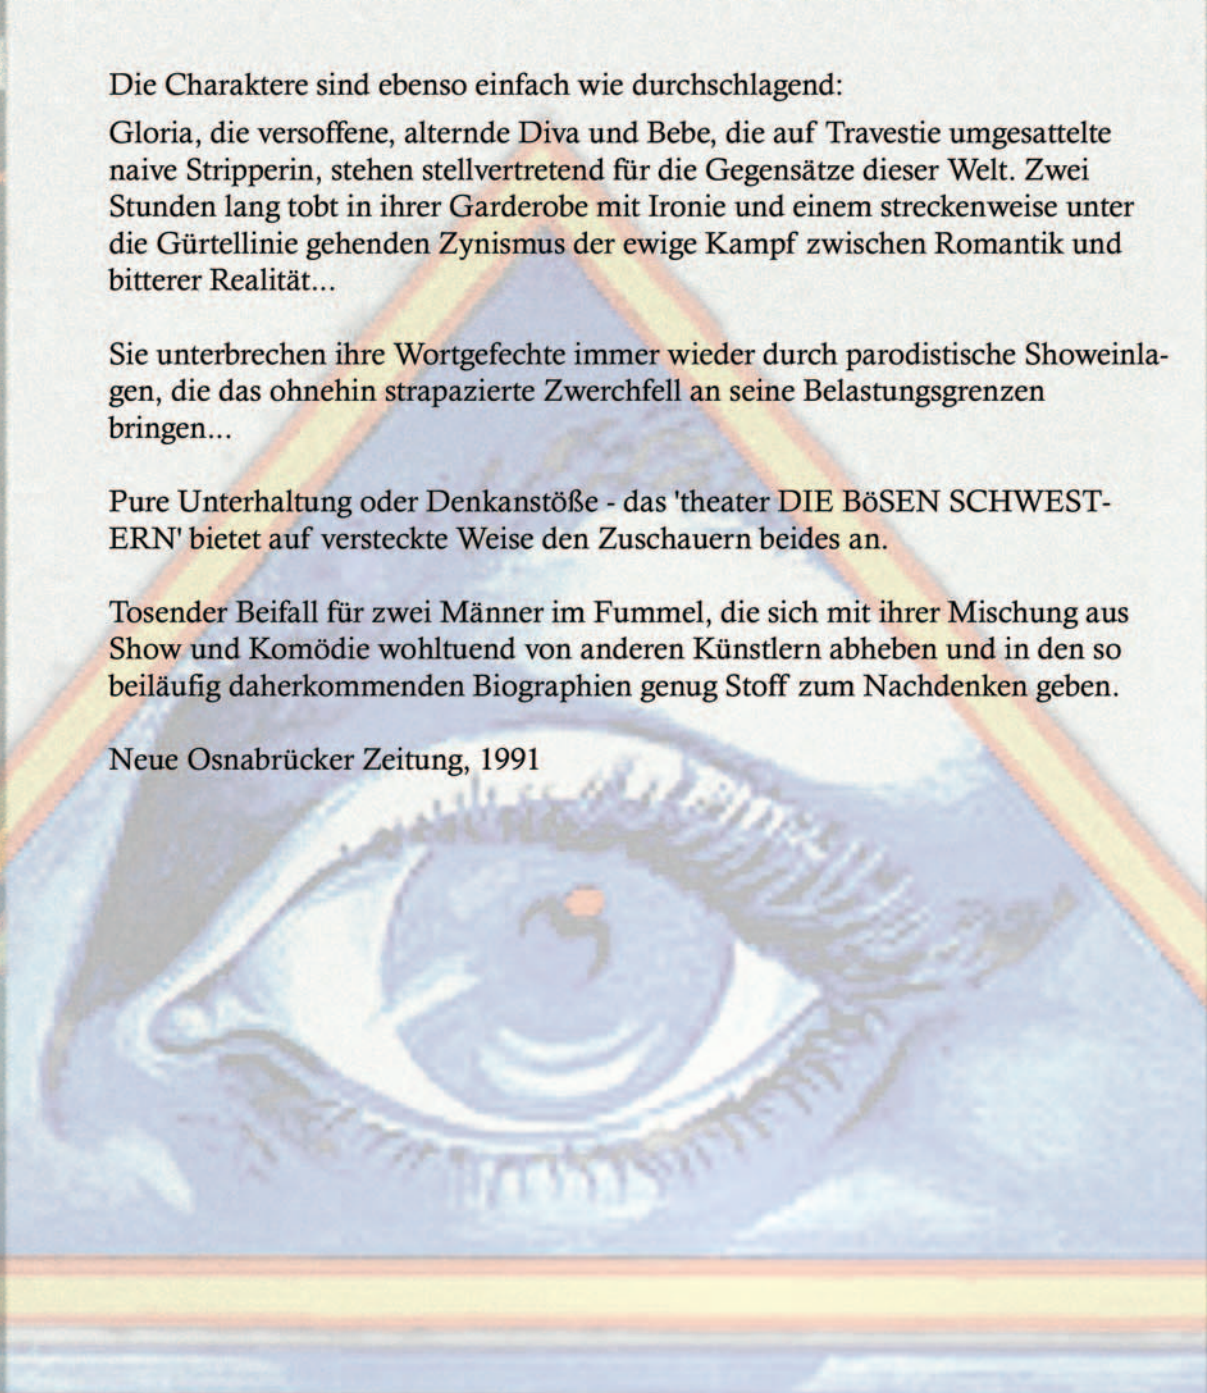 Die Charaktere sind ebenso einfach wie durchschlagend:
Gloria, die versoffene, alternde Diva und Bebe, die auf Travestie umgesattelte
naive Stripperin, stehen stellvertretend für die Gegensätze dieser Welt. Zwei
Stunden lang tobt in ihrer Garderobe mit Ironie und einem streckenweise unter
die Gürtellinie gehenden Zynismus der ewige Kampf zwischen Romantik und
bitterer Realität...
Sie unterbrechen ihre Wortgefechte immer wieder durch parodistische Showeinla-
gen, die das ohnehin strapazierte Zwerchfell an seine Belastungsgrenzen
bringen...
Pure Unterhaltung oder Denkanstöße - das 'theater DIE BöSEN SCHWEST-
ERN' bietet auf versteckte Weise den Zuschauern beides an.
Tosender Beifall für zwei Männer im Fummel, die sich mit ihrer Mischung aus
Show und Komödie wohltuend von anderen Künstlern abheben und in den so
beiläufig daherkommenden Biographien genug Stoff zum Nachdenken geben.
Neue Osnabrücker Zeitung, 1991